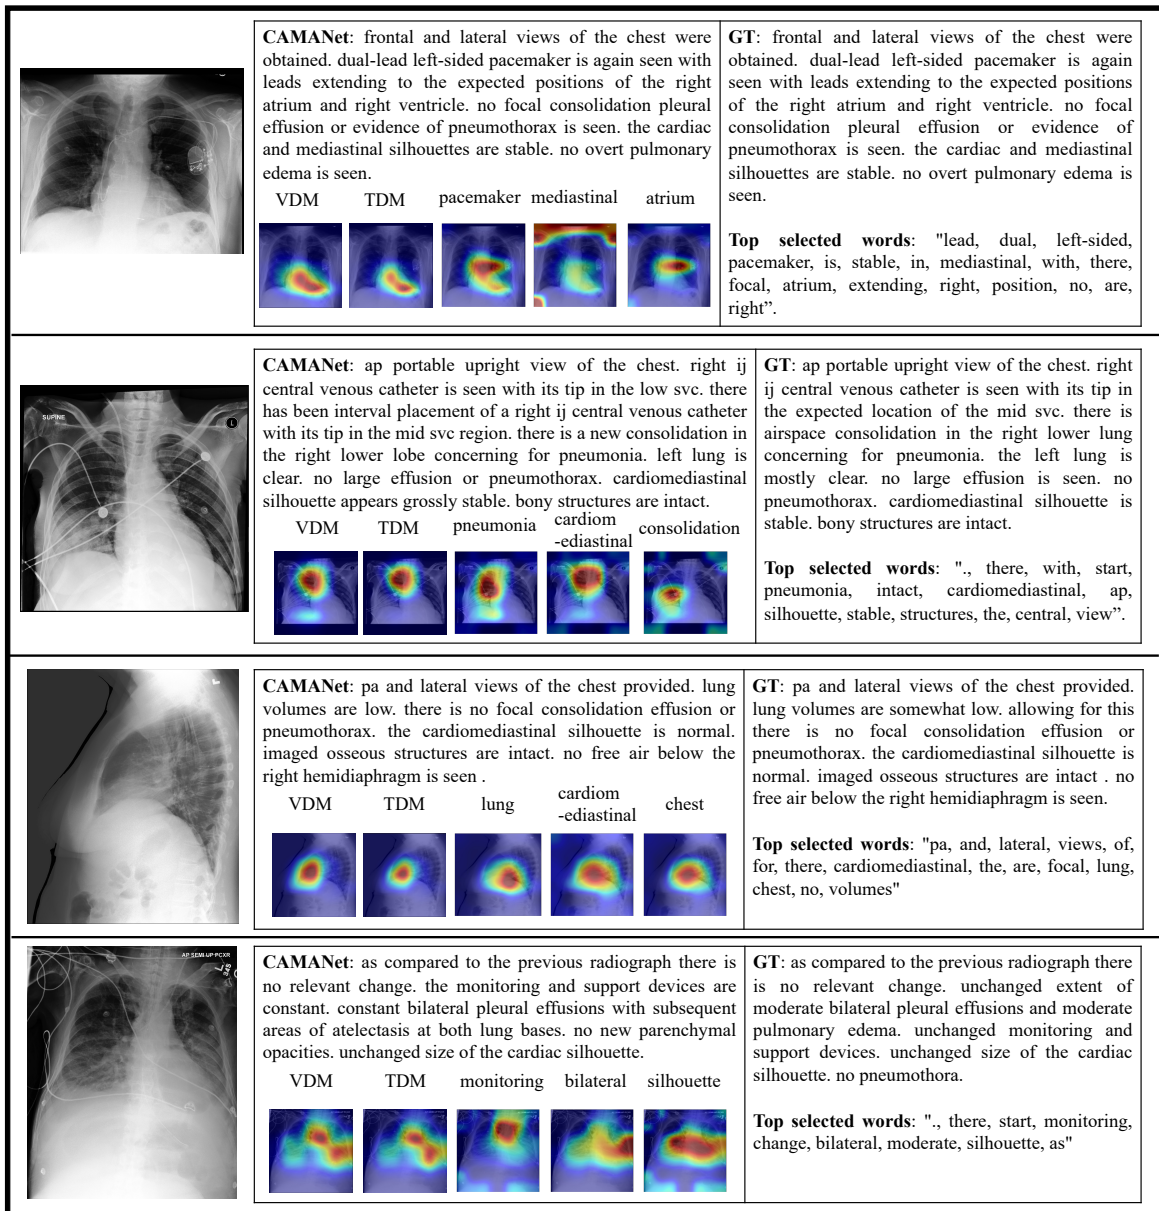 CAMANet: frontal and lateral views of the chest were
obtained. dual-lead left-sided pacemaker is again seen with
leads extending to the expected positions of the right
atrium and right ventricle. no focal consolidation pleural
effusion or evidence of pneumothorax is seen. the cardiac
and mediastinal silhouettes are stable. no overt pulmonary
edema is seen.
VDM TDM pacemaker mediastinal atrium
GT: frontal and lateral views of the chest were
obtained. dual-lead left-sided pacemaker is again
seen with leads extending to the expected positions
of the right atrium and right ventricle. no focal
consolidation pleural effusion or evidence of
pneumothorax is seen. the cardiac and mediastinal
silhouettes are stable. no overt pulmonary edema is
seen.
Top selected words: "lead, dual, left-sided,
pacemaker, is, stable, in, mediastinal, with, there,
focal, atrium, extending, right, position, no, are,
right”.
SUPINE
L
CAMANet: ap portable upright view of the chest. right ij
central venous catheter is seen with its tip in the low svc. there
has been interval placement of a right ij central venous catheter
with its tip in the mid svc region. there is a new consolidation in
the right lower lobe concerning for pneumonia. left lung is
clear. no large effusion or pneumothorax. cardiomediastinal
silhouette appears grossly stable. bony structures are intact.
VDM TDM pneumonia cardiom consolidation
-ediastinal
GT: ap portable upright view of the chest. right
ij central venous catheter is seen with its tip in
the expected location of the mid svc. there is
airspace consolidation in the right lower lung
concerning for pneumonia. the left lung is
mostly clear. no large effusion is seen. no
pneumothorax. cardiomediastinal silhouette is
stable. bony structures are intact.
Top selected words: "., there, with, start,
pneumonia, intact, cardiomediastinal, ap,
silhouette, stable, structures, the, central, view”.
CAMANet: pa and lateral views of the chest provided. lung
volumes are low. there is no focal consolidation effusion or
pneumothorax. the cardiomediastinal silhouette is normal.
imaged osseous structures are intact. no free air below the
right hemidiaphragm is seen .
VDM TDM lung cardiom chest
-ediastinal
GT: pa and lateral views of the chest provided.
lung volumes are somewhat low. allowing for this
there is no focal consolidation effusion or
pneumothorax. the cardiomediastinal silhouette is
normal. imaged osseous structures are intact . no
free air below the right hemidiaphragm is seen.
Top selected words: "pa, and, lateral, views, of,
for, there, cardiomediastinal, the, are, focal, lung,
chest, no, volumes"
AP SEMI UP PCXR
CAMANet: as compared to the previous radiograph there is
no relevant change. the monitoring and support devices are
constant. constant bilateral pleural effusions with subsequent
areas of atelectasis at both lung bases. no new parenchymal
opacities. unchanged size of the cardiac silhouette.
VDM TDM monitoring bilateral silhouette
GT: as compared to the previous radiograph there
is no relevant change. unchanged extent of
moderate bilateral pleural effusions and moderate
pulmonary edema. unchanged monitoring and
support devices. unchanged size of the cardiac
silhouette. no pneumothora.
Top selected words: "., there, start, monitoring,
change, bilateral, moderate, silhouette, as"